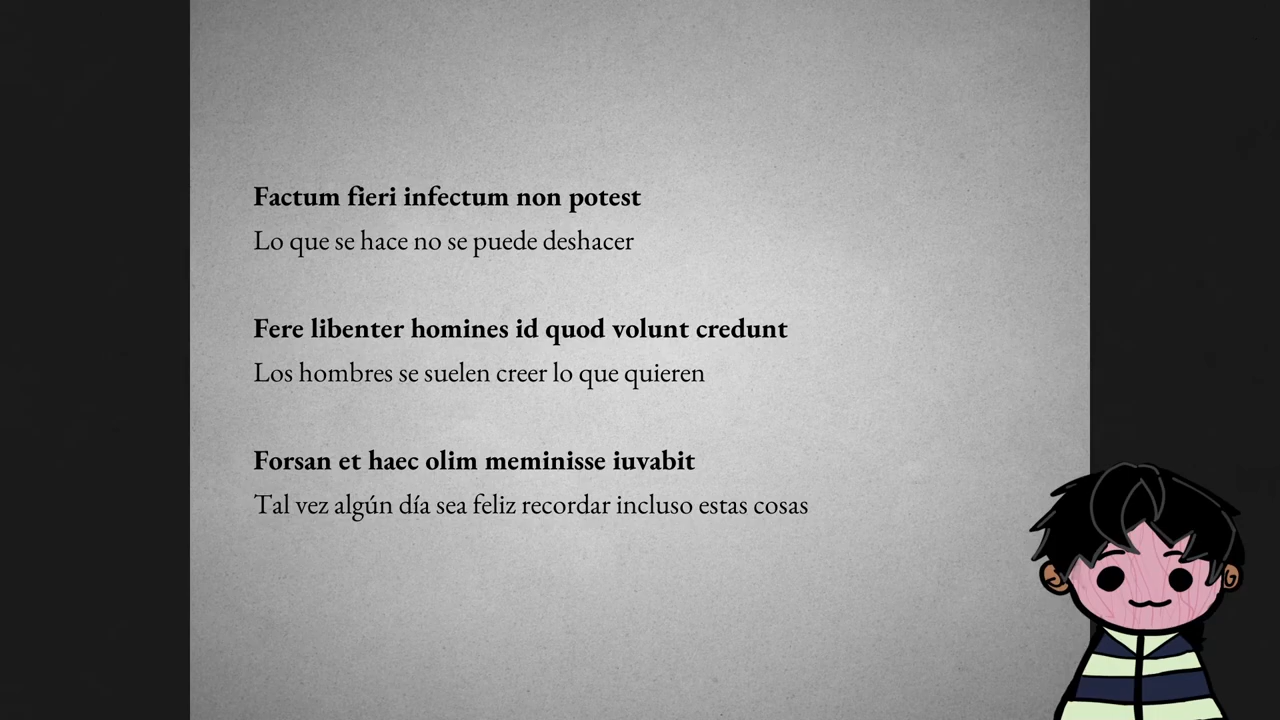 Factum fieri infectum non potest
Lo que se hace no se puede deshacer
Fere libenter homines id quod volunt credunt
Los hombres se suelen creer lo que quieren
Forsan et haec olim meminisse iuvabit
Tal vez algún día sea feliz recordar incluso estas cosas